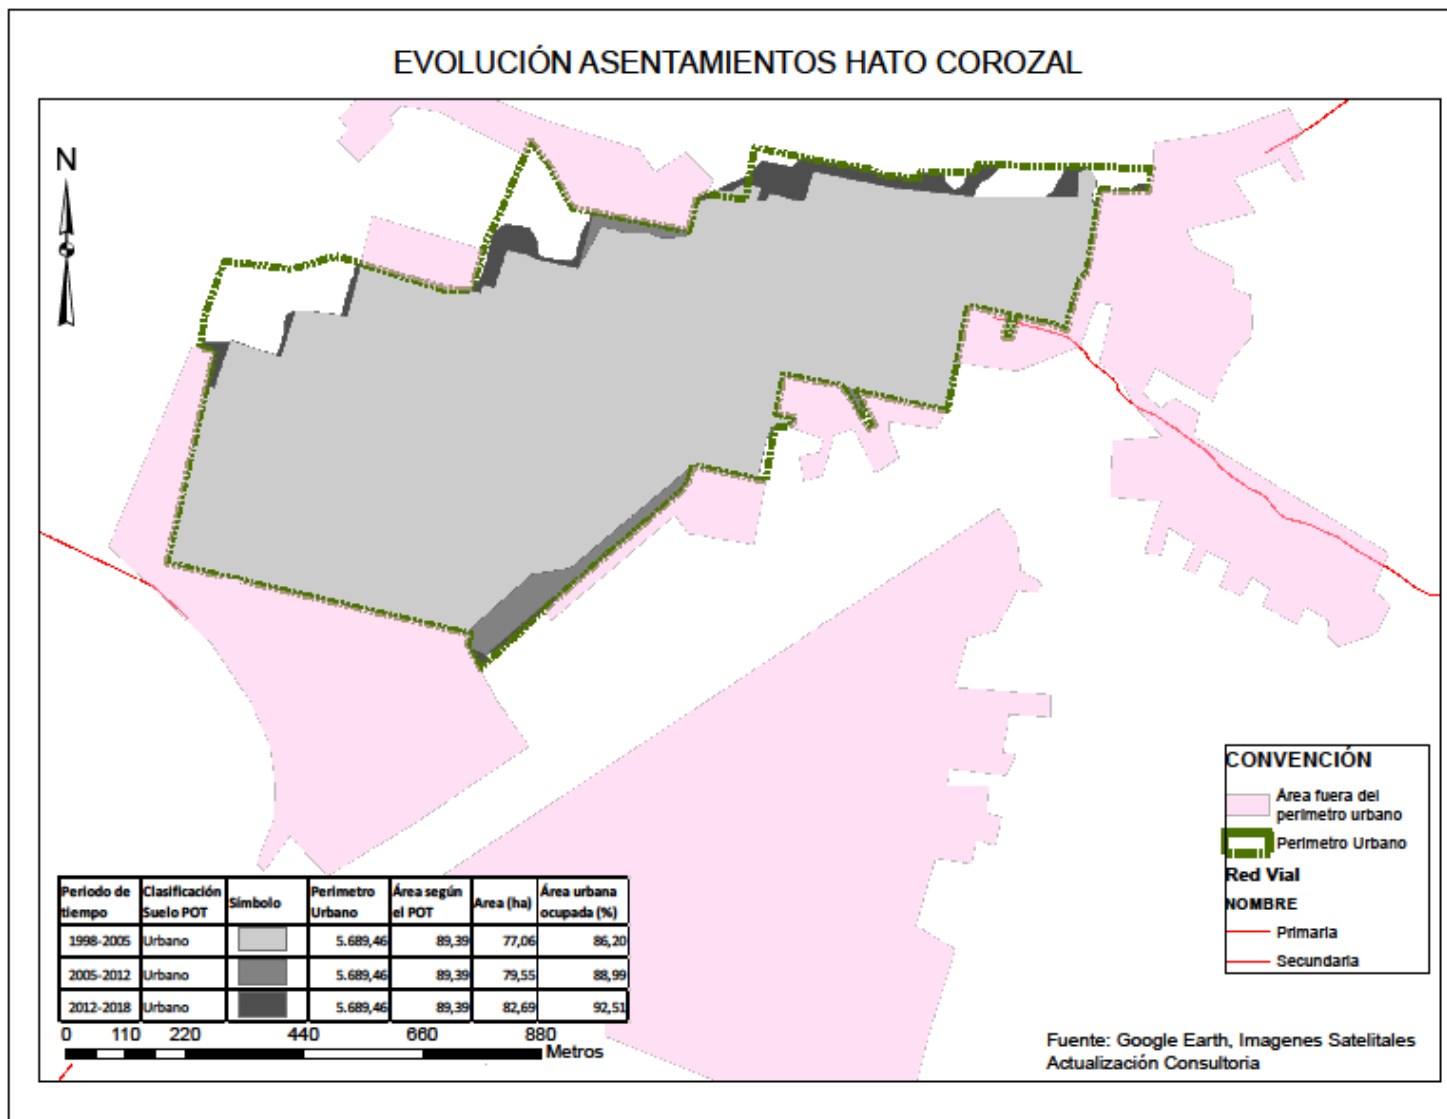 EVOLUCIÓN ASENTAMIENTOS HATO COROZAL
N
CONVENCIÓN
Área fuera del
perimetro urbano
Perimetro Urbano
Red Vial
NOMBRE
Primaria
Secundaria
Periodo de tiempo Clasificación Suelo POT Símbolo Perimetro Urbano Área según el POT Area (ha) Área urbana ocupada (%)
1998-2005 Urbano 5.689,46 89,39 77,06 86,20
2005-2012 Urbano 5.689,46 89,39 79,55 88,99
2012-2018 Urbano 5.689,46 89,39 82,69 92,51
0 110 220 440 660 880
Metros
Fuente: Google Earth, Imagenes Satelitales
Actualización Consultoria